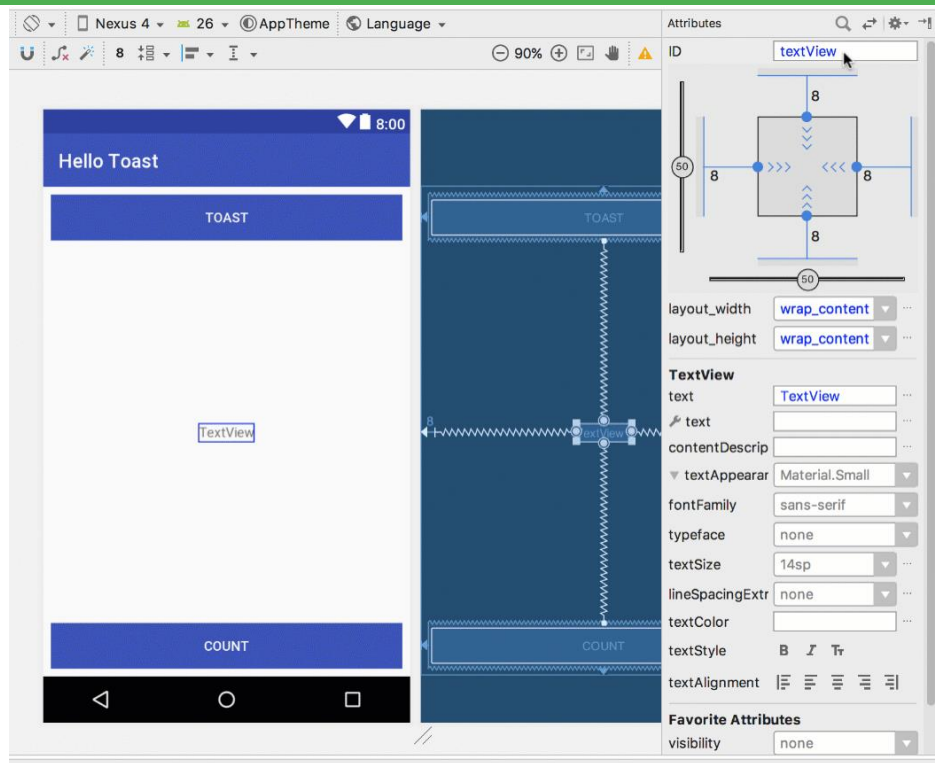 Nexus 4 26 AppTheme Language
8 90%
8:00
Hello Toast
TOAST
TextView
COUNT
TOAST
8
TextView
COUNT
Attributes
ID textView
8
50 8 8
8
50
layout_width wrap_content
layout_height wrap_content
TextView
text TextView
text
contentDescrip
textAppearar Material.Small
fontFamily sans-serif
typeface none
textSize 14sp
lineSpacingExtr none
textColor
textStyle B I Tт
textAlignment
Favorite Attributes
visibility none